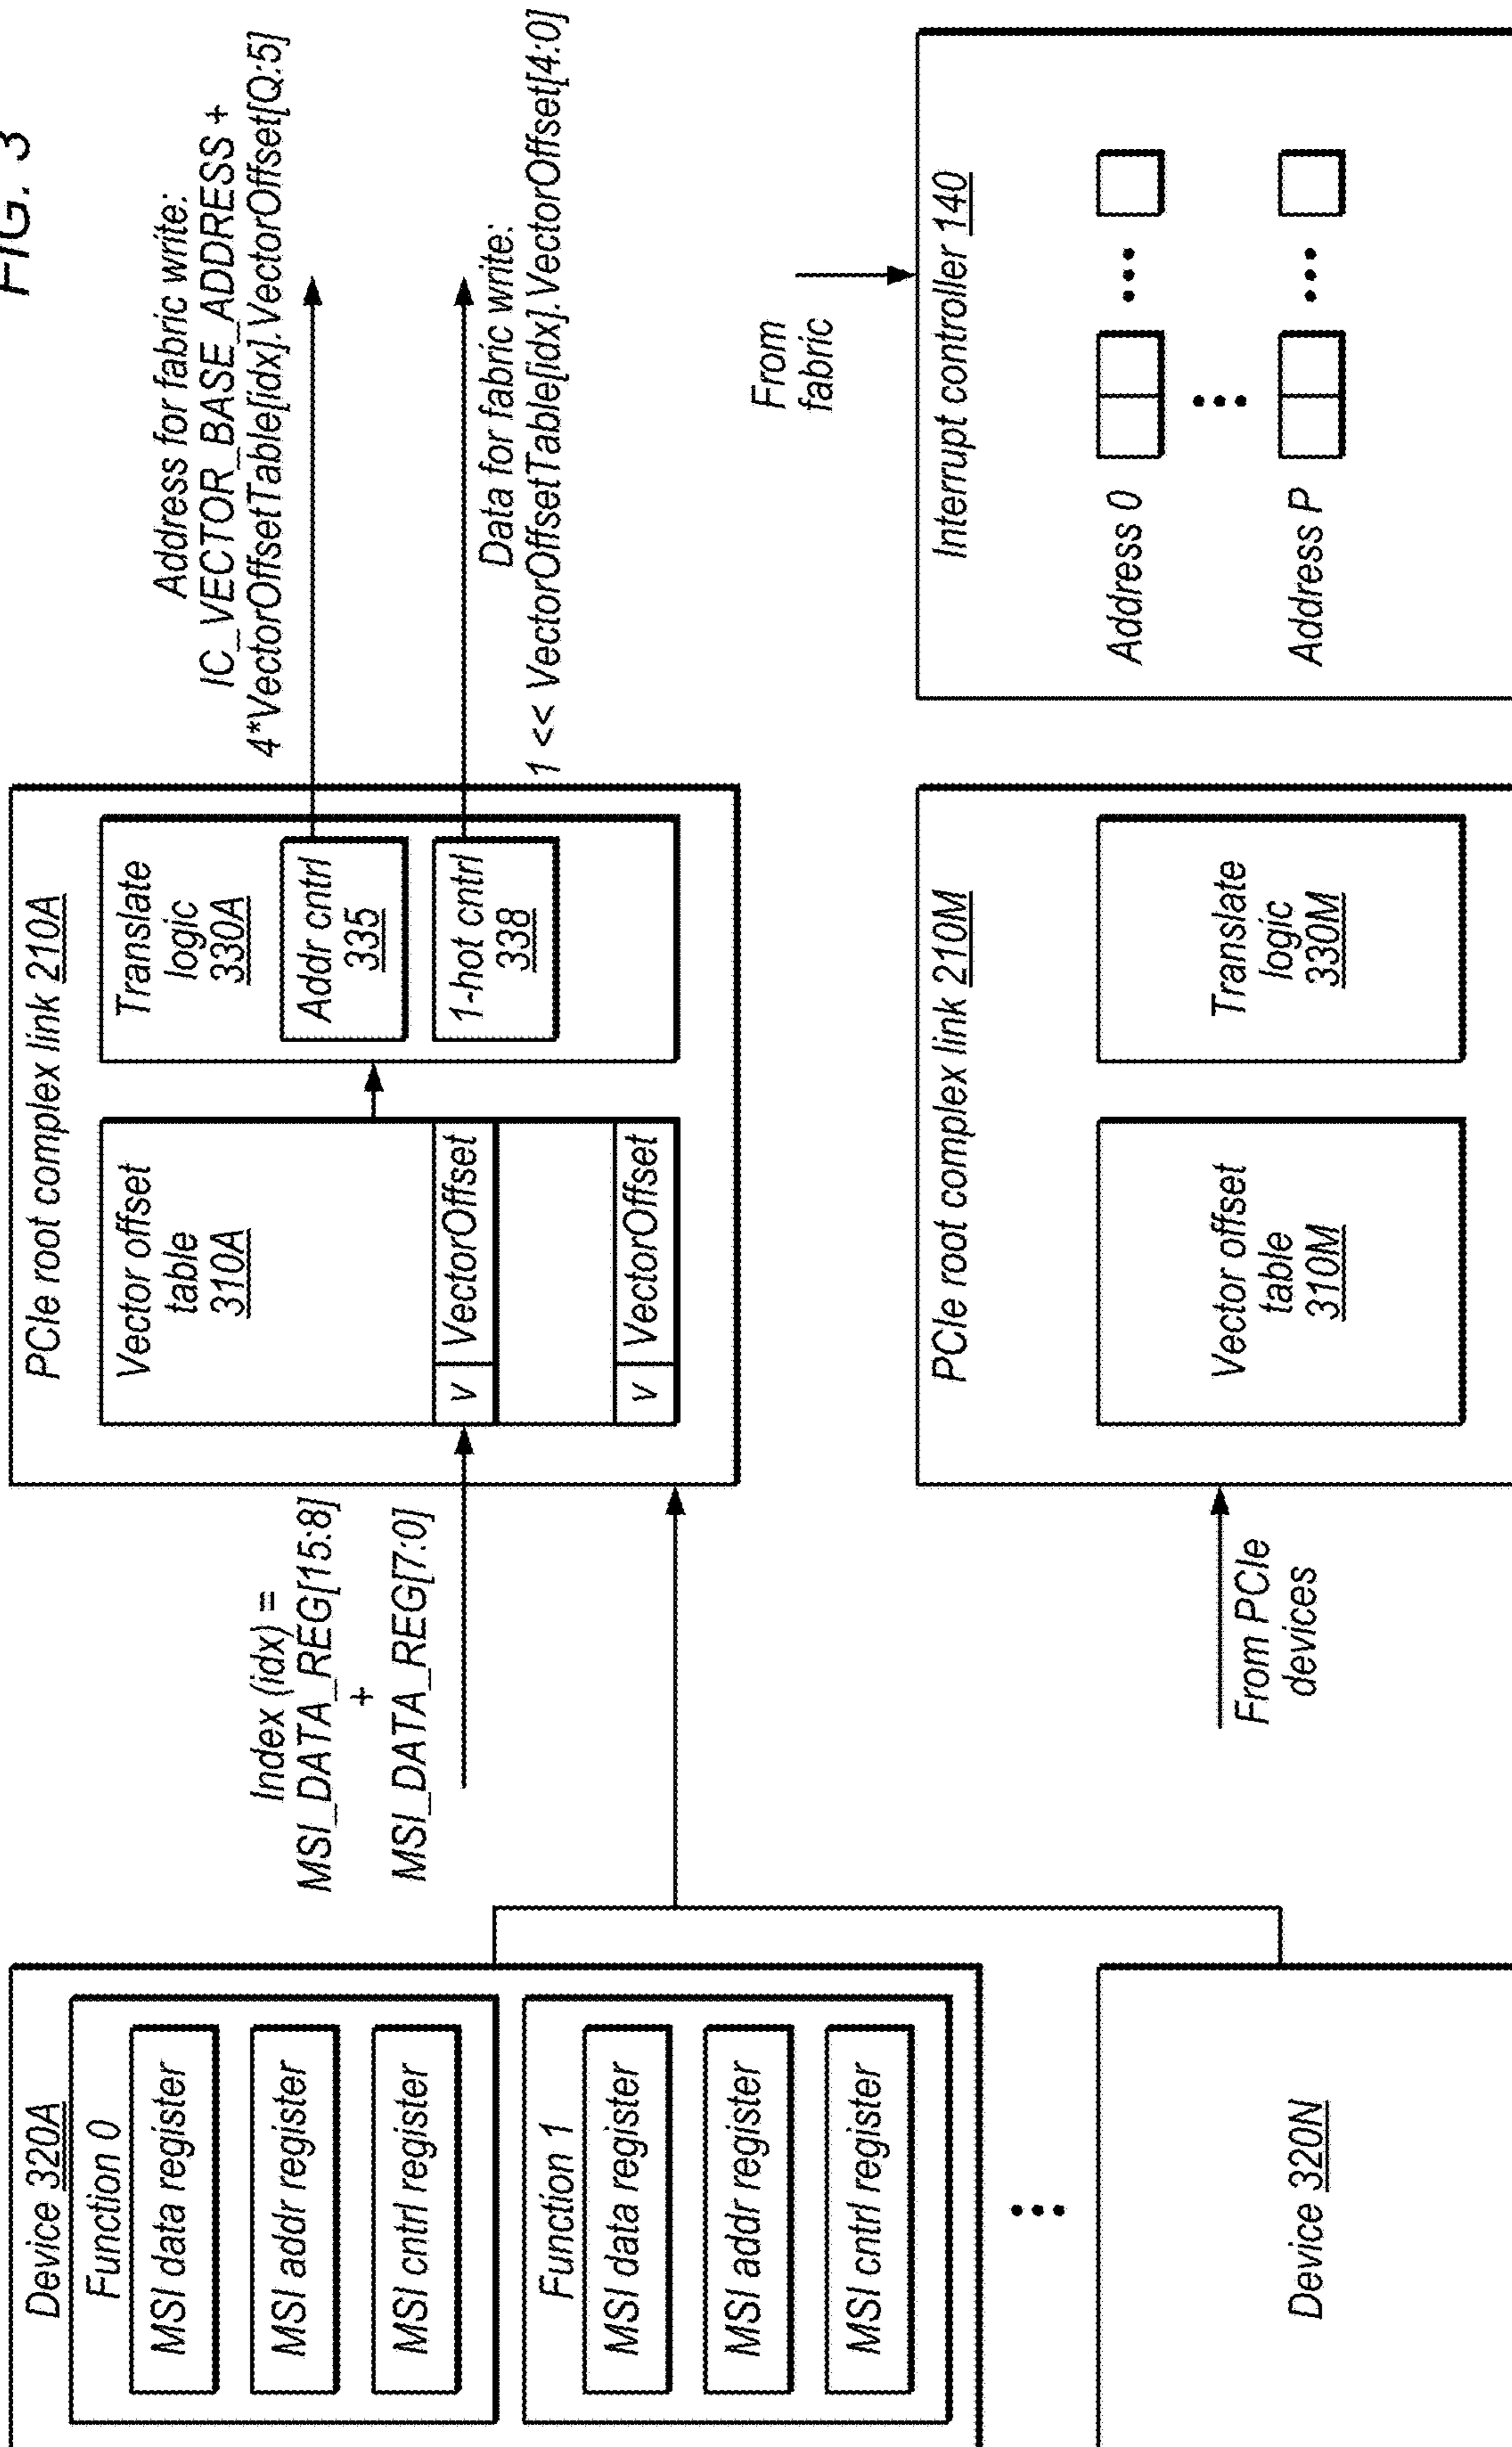 FIG. 3
Device 320A
Function 0
MSI data register
MSI addr register
MSI cntrl register
Function 1
MSI data register
MSI addr register
MSI cntrl register
Device 320N
Index (idx) =
MSI_DATA_REG[15:8]
+
MSI_DATA_REG[7:0]
PCIe root complex link 210A
Vector offset
table
310A
v VectorOffset
v VectorOffset
Translate
logic
330A
Addr cntrl
335
1-hot cntrl
338
Address for fabric write:
IC_VECTOR_BASE_ADDRESS +
4*VectorOffsetTable[idx].VectorOffset[Q:5]
Data for fabric write:
1 << VectorOffsetTable[idx].VectorOffset[4:0]
From PCIe
devices
PCIe root complex link 210M
Vector offset
table
310M
Translate
logic
330M
From
fabric
Interrupt controller 140
Address 0
Address P